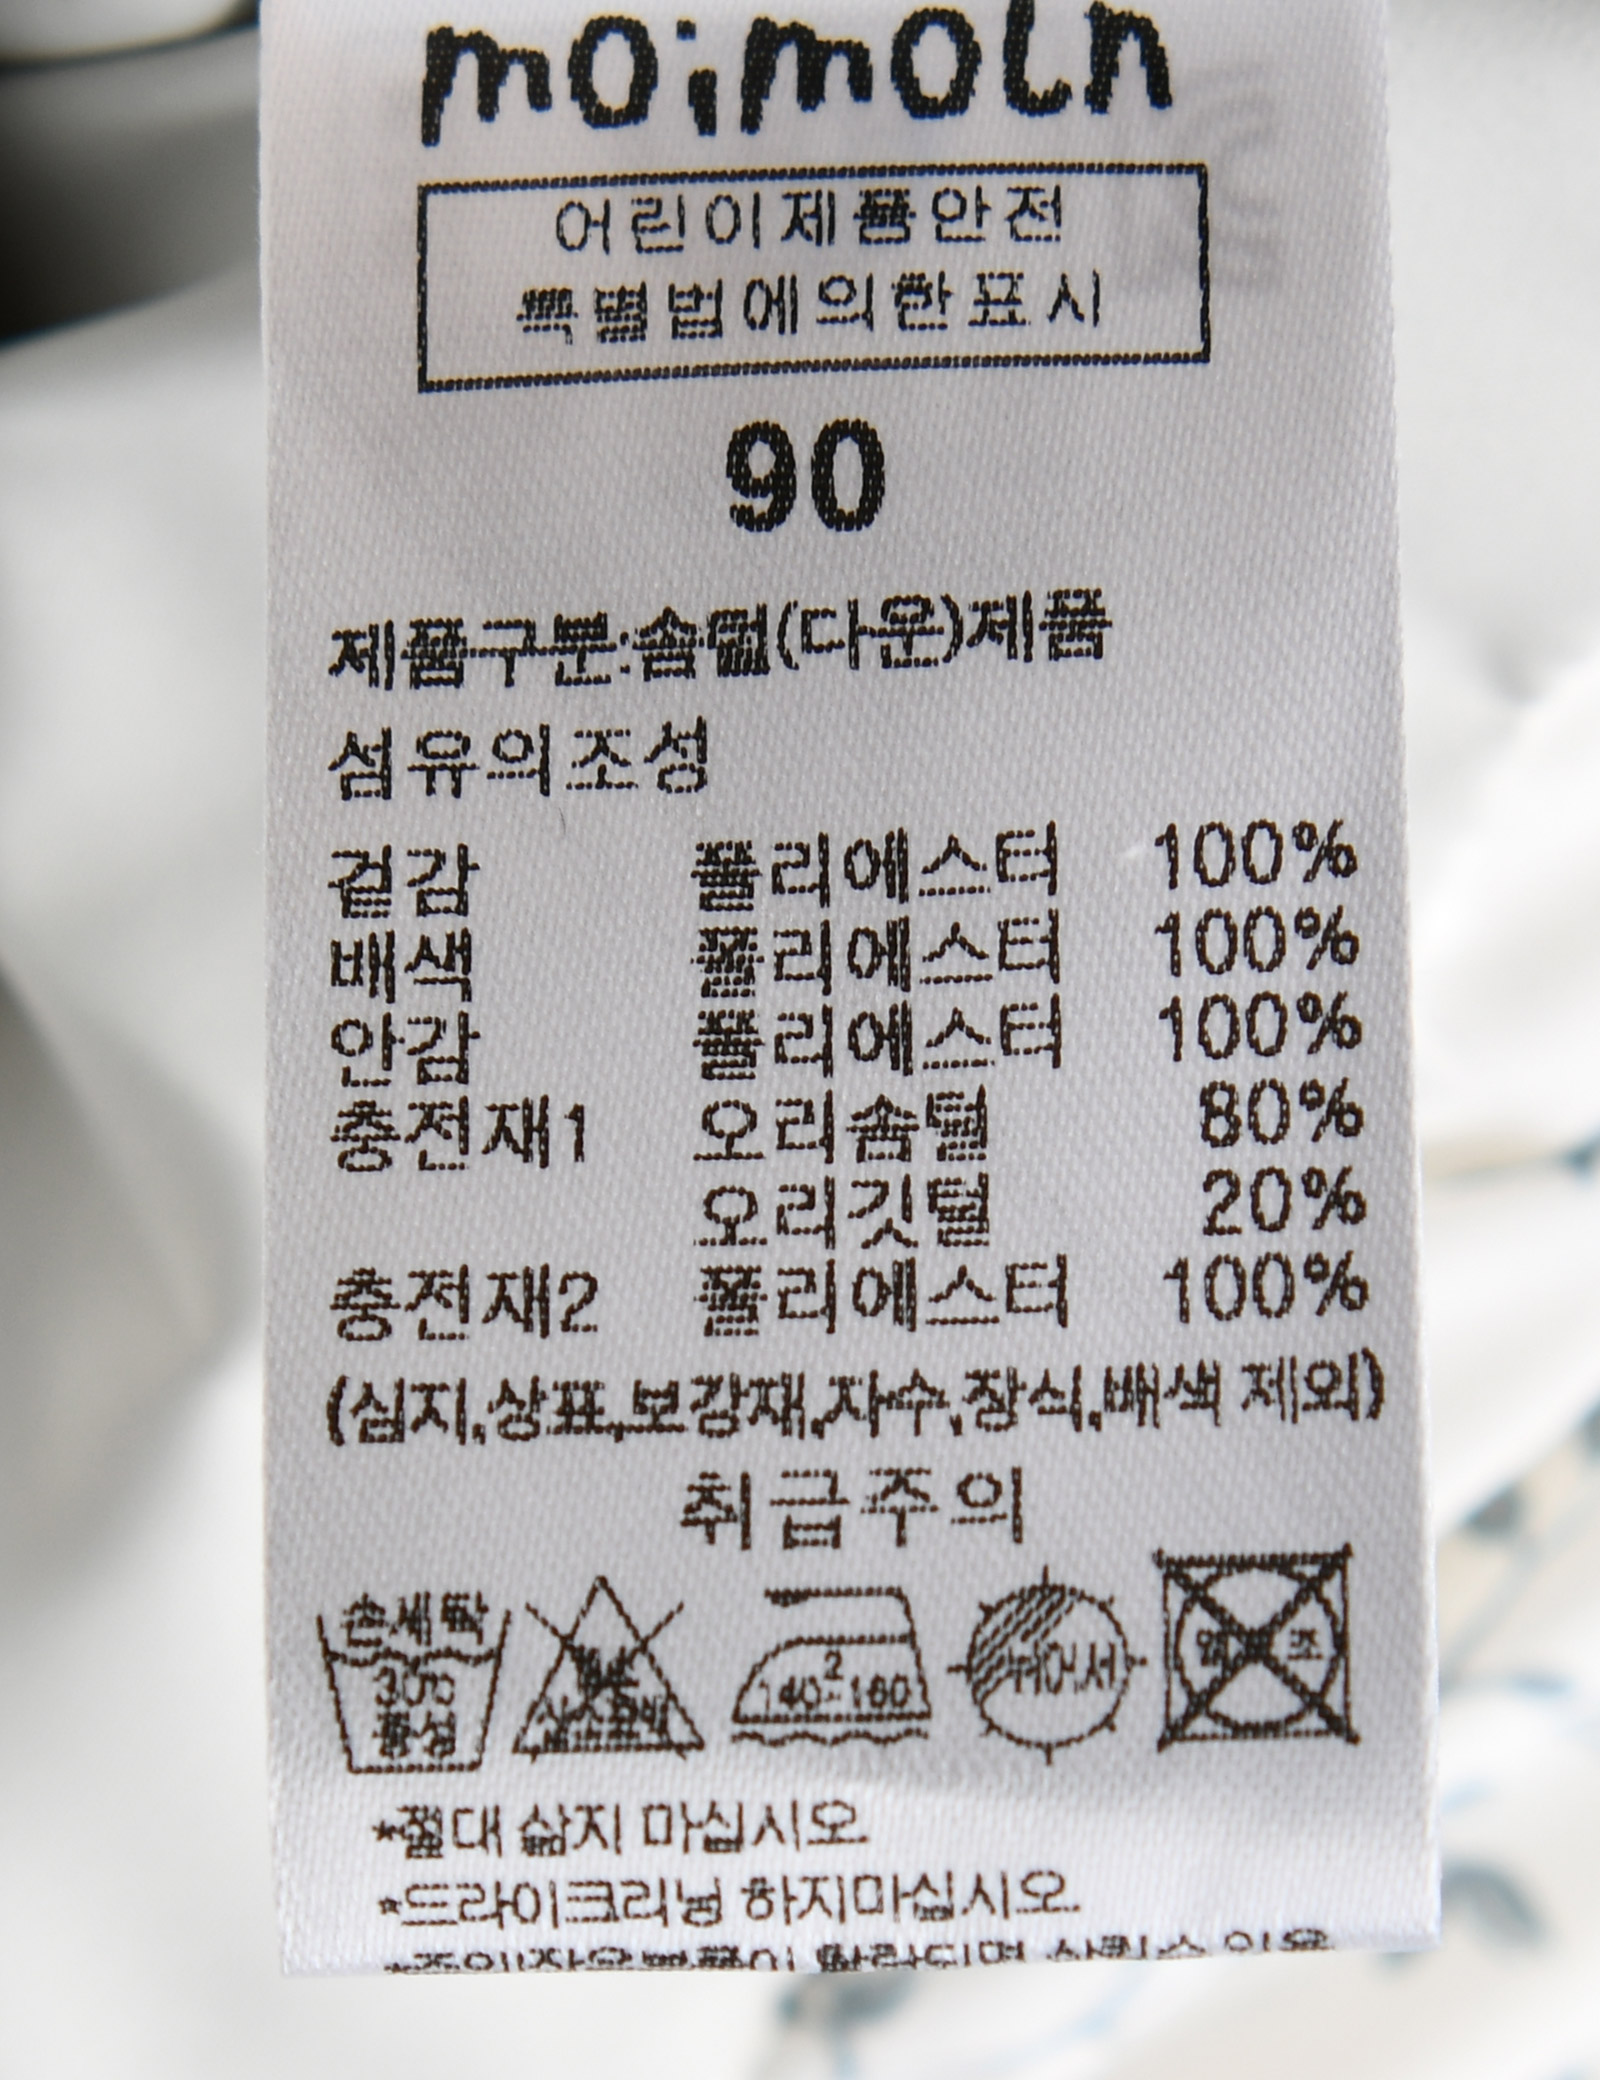 moimoln
어린이제품안전
특별법에의한표시
90
제품구분:솜털(다운)제품
섬유의조성
겉감 폴리에스터 100%
배색 폴리에스터 100%
안감 폴리에스터 100%
충전재1 오리솜털 80%
오리깃털 20%
충전재2 폴리에스터 100%
(심지,상표,보강재,자수,장식,배색 제외)
취급주의
손세탁 30℃ 중성
2 140~160
뉘어서
*절대 삶지 마십시오
*드라이크리닝 하지마십시오